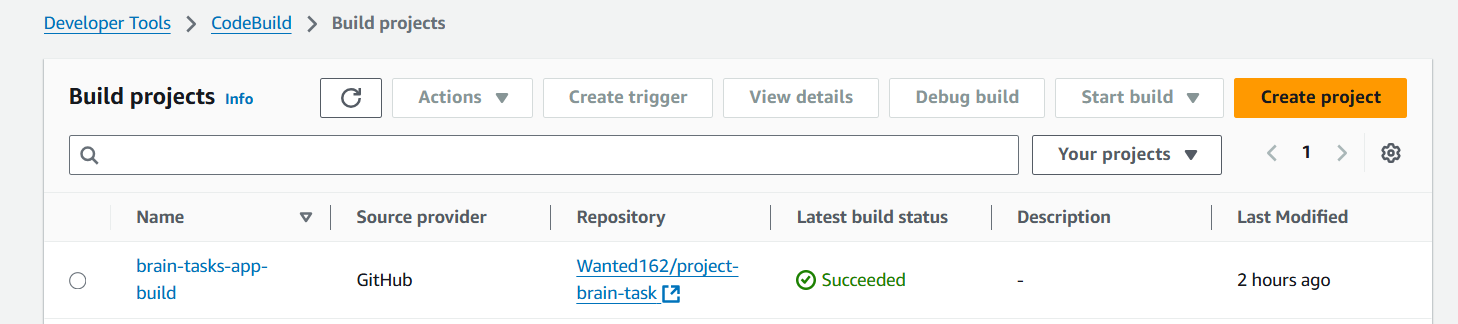 Developer Tools > CodeBuild > Build projects
Build projects Info Actions Create trigger View details Debug build Start build Create project
Your projects 1
Name Source provider Repository Latest build status Description Last Modified
brain-tasks-app- GitHub Wanted162/project- Succeeded - 2 hours ago
build brain-task